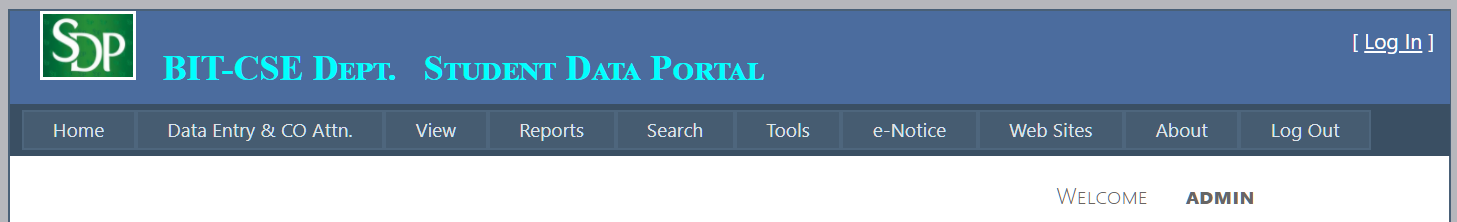 SDP
BIT-CSE Dept. Student Data Portal
[ Log In ]
Home Data Entry & CO Attn. View Reports Search Tools e-Notice Web Sites About Log Out
Welcome admin